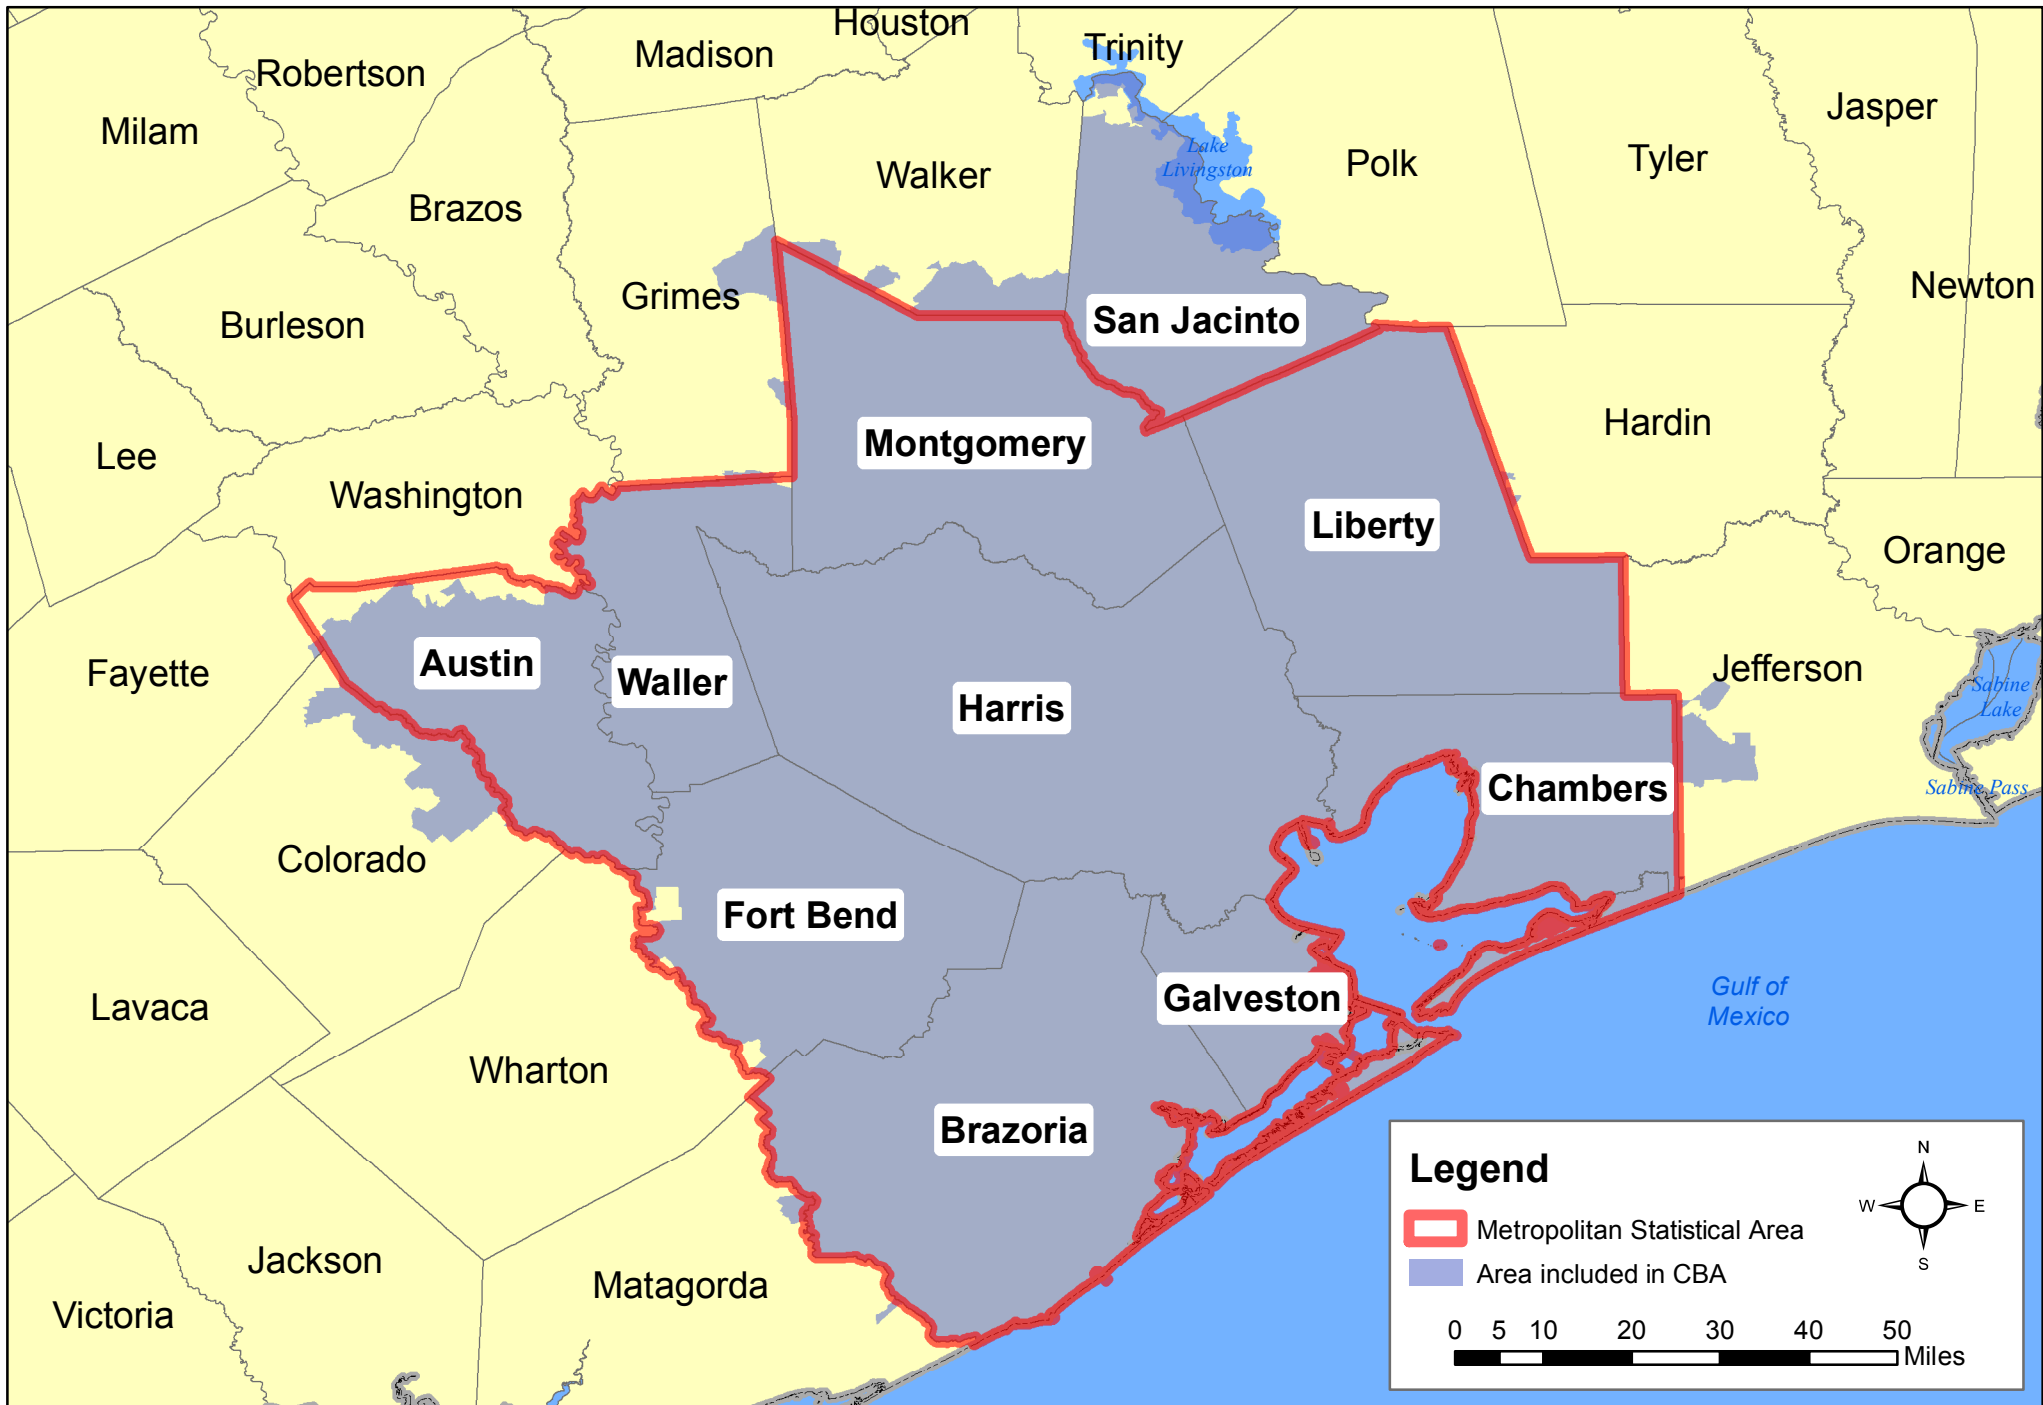 Houston
Madison
Trinity
Robertson
Jasper
Milam
Lake
Livingston
Polk
Tyler
Walker
Brazos
Newton
Grimes
San Jacinto
Burleson
Hardin
Montgomery
Lee
Washington
Liberty
Orange
Austin
Fayette
Waller
Harris
Jefferson
Sabine
Lake
Chambers
Sabine Pass
Colorado
Fort Bend
Galveston
Gulf of
Mexico
Lavaca
Wharton
Brazoria
Jackson
Matagorda
Victoria
Legend
N
W
E
S
Metropolitan Statistical Area
Area included in CBA
0 5 10 20 30 40 50
Miles